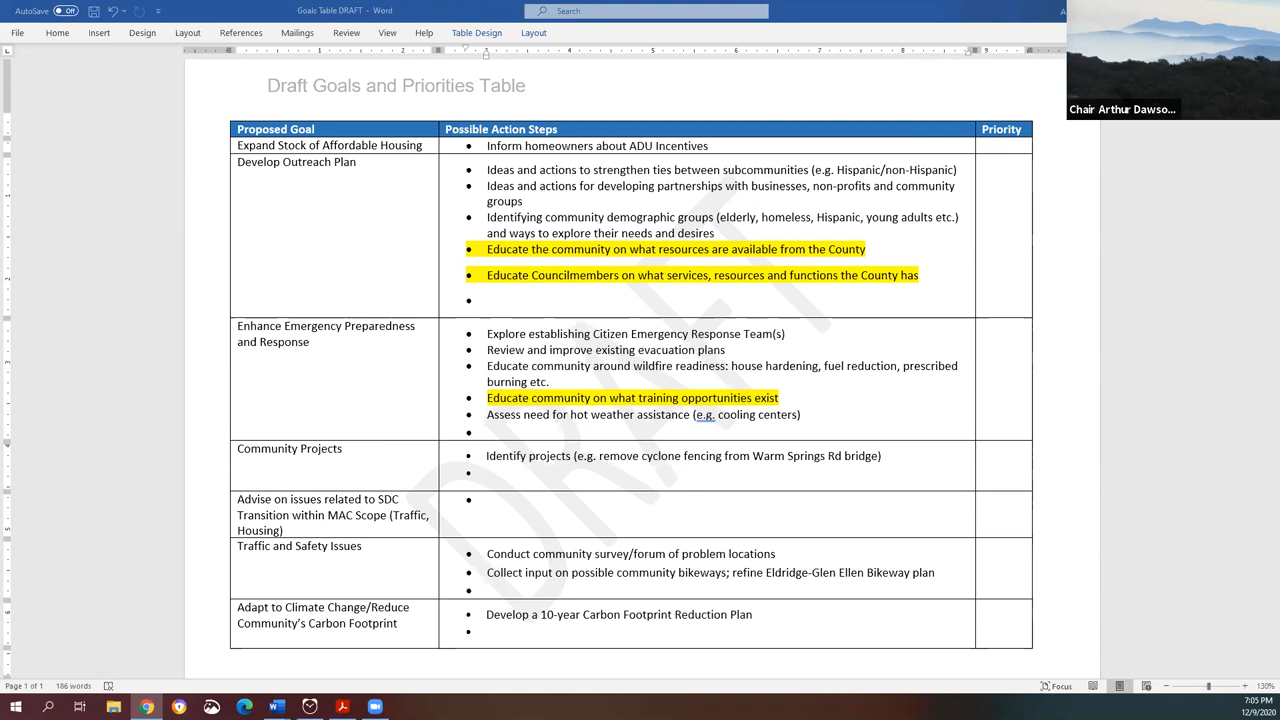 AutoSave Off Goals Table DRAFT - Word Search A
File Home Insert Design Layout References Mailings Review View Help Table Design Layout
1 2 3 4 5 6 7 8 9
Chair Arthur Dawso...
Draft Goals and Priorities Table
Proposed Goal Possible Action Steps Priority
Expand Stock of Affordable Housing • Inform homeowners about ADU Incentives
Develop Outreach Plan
• Ideas and actions to strengthen ties between subcommunities (e.g. Hispanic/non-Hispanic)
• Ideas and actions for developing partnerships with businesses, non-profits and community
groups
• Identifying community demographic groups (elderly, homeless, Hispanic, young adults etc.)
and ways to explore their needs and desires
• Educate the community on what resources are available from the County
• Educate Councilmembers on what services, resources and functions the County has
•
Enhance Emergency Preparedness
and Response
• Explore establishing Citizen Emergency Response Team(s)
• Review and improve existing evacuation plans
• Educate community around wildfire readiness: house hardening, fuel reduction, prescribed
burning etc.
• Educate community on what training opportunities exist
• Assess need for hot weather assistance (e.g. cooling centers)
•
Community Projects
• Identify projects (e.g. remove cyclone fencing from Warm Springs Rd bridge)
•
Advise on issues related to SDC
Transition within MAC Scope (Traffic,
Housing)
•
Traffic and Safety Issues
• Conduct community survey/forum of problem locations
• Collect input on possible community bikeways; refine Eldridge-Glen Ellen Bikeway plan
•
Adapt to Climate Change/Reduce
Community's Carbon Footprint
• Develop a 10-year Carbon Footprint Reduction Plan
•
DRAFT
Page 1 of 1 186 words Focus 130%
7:05 PM
12/9/2020